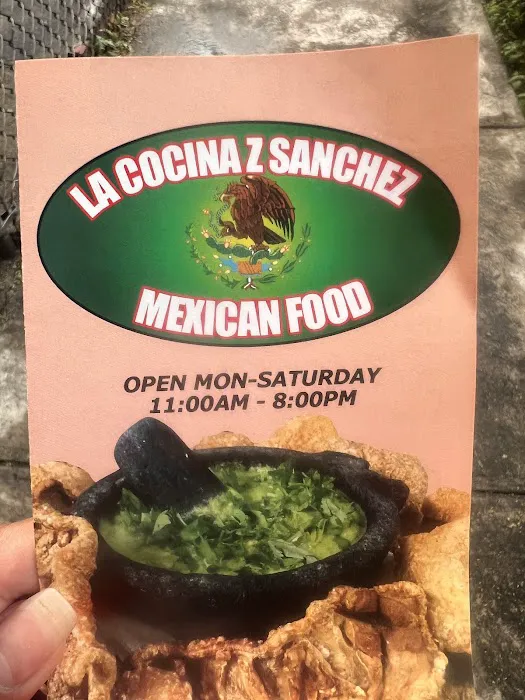 LA COCINA Z SANCHEZ
MEXICAN FOOD
OPEN MON-SATURDAY
11:00AM - 8:00PM